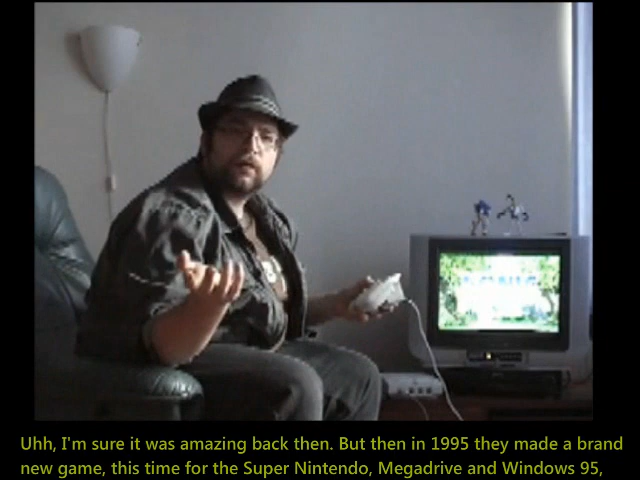 Uhh, I'm sure it was amazing back then. But then in 1995 they made a brand
new game, this time for the Super Nintendo, Megadrive and Windows 95,